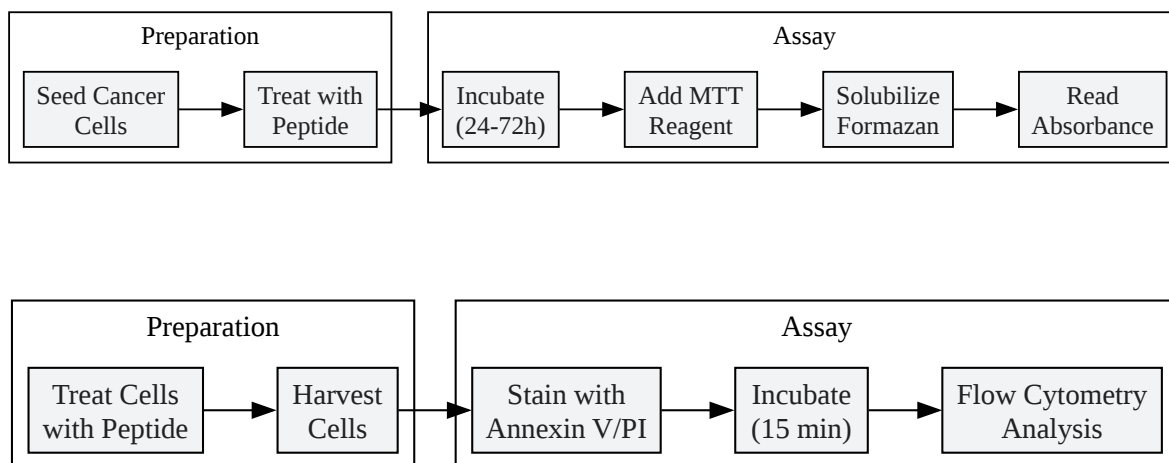 Preparation
Assay
Seed Cancer
Cells
Treat with
Peptide
Incubate
(24-72h)
Add MTT
Reagent
Solubilize
Formazan
Read
Absorbance
Preparation
Assay
Treat Cells
with Peptide
Harvest
Cells
Stain with
Annexin V/PI
Incubate
(15 min)
Flow Cytometry
Analysis